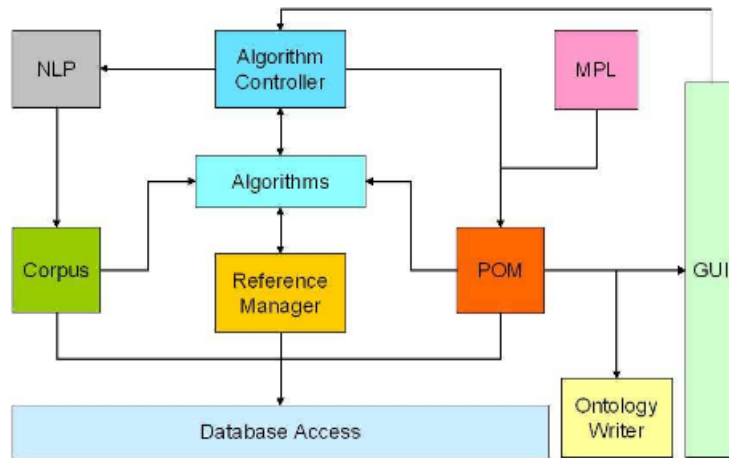 NLP
Algorithm
Controller
MPL
Algorithms
Corpus
Reference
Manager
POM
GUI
Ontology
Writer
Database Access